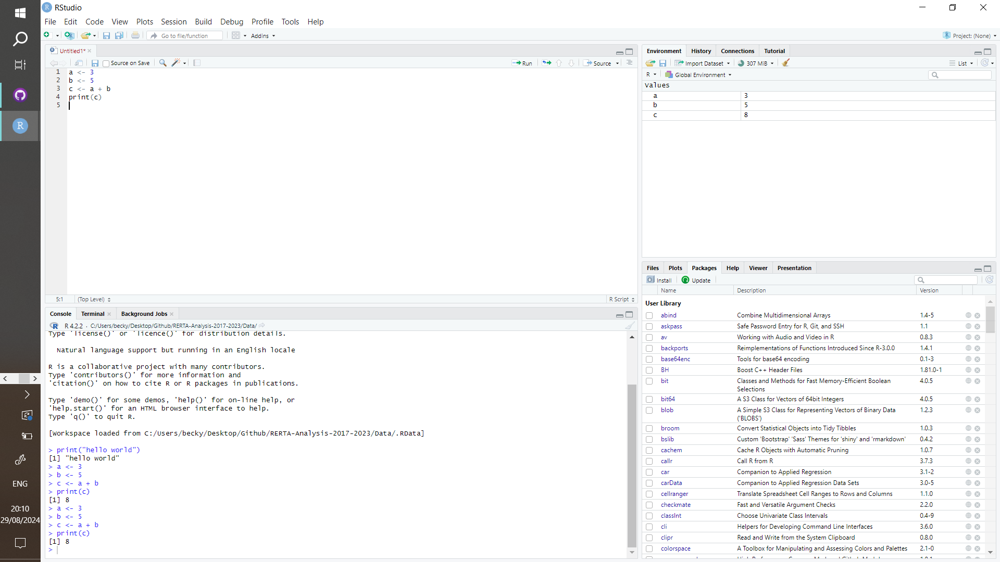 RStudio
File Edit Code View Plots Session Build Debug Profile Tools Help
Go to file/function Addins Project: (None)
Untitled1*
Source on Save Run Source
1 a <- 3
2 b <- 5
3 c <- a + b
4 print(c)
5
5:1 (Top Level) R Script
Console Terminal Background Jobs
R 4.2.2 · C:/Users/becky/Desktop/Github/RERTA-Analysis-2017-2023/Data/
Type 'license()' or 'licence()' for distribution details.
Natural language support but running in an English locale
R is a collaborative project with many contributors.
Type 'contributors()' for more information and
'citation()' on how to cite R or R packages in publications.
Type 'demo()' for some demos, 'help()' for on-line help, or
'help.start()' for an HTML browser interface to help.
Type 'q()' to quit R.
[Workspace loaded from C:/Users/becky/Desktop/Github/RERTA-Analysis-2017-2023/Data/.RData]
> print("hello world")
[1] "hello world"
> a <- 3
> b <- 5
> c <- a + b
> print(c)
[1] 8
> a <- 3
> b <- 5
> c <- a + b
> print(c)
[1] 8
>
Environment History Connections Tutorial
Import Dataset 307 MiB List
R Global Environment
Values
a 3
b 5
c 8
Files Plots Packages Help Viewer Presentation
Install Update
Name Description Version
User Library
abind Combine Multidimensional Arrays 1.4-5
askpass Safe Password Entry for R, Git, and SSH 1.1
av Working with Audio and Video in R 0.8.3
backports Reimplementations of Functions Introduced Since R-3.0.0 1.4.1
base64enc Tools for base64 encoding 0.1-3
BH Boost C++ Header Files 1.81.0-1
bit Classes and Methods for Fast Memory-Efficient Boolean 4.0.5
Selections
bit64 A S3 Class for Vectors of 64bit Integers 4.0.5
blob A Simple S3 Class for Representing Vectors of Binary Data 1.2.3
('BLOBS')
broom Convert Statistical Objects into Tidy Tibbles 1.0.3
bslib Custom 'Bootstrap' 'Sass' Themes for 'shiny' and 'rmarkdown' 0.4.2
cachem Cache R Objects with Automatic Pruning 1.0.7
callr Call R from R 3.7.3
car Companion to Applied Regression 3.1-2
carData Companion to Applied Regression Data Sets 3.0-5
cellranger Translate Spreadsheet Cell Ranges to Rows and Columns 1.1.0
checkmate Fast and Versatile Argument Checks 2.2.0
classInt Choose Univariate Class Intervals 0.4-9
cli Helpers for Developing Command Line Interfaces 3.6.0
clipr Read and Write from the System Clipboard 0.8.0
colorspace A Toolbox for Manipulating and Assessing Colors and Palettes 2.1-0
ENG
20:10
29/08/2024